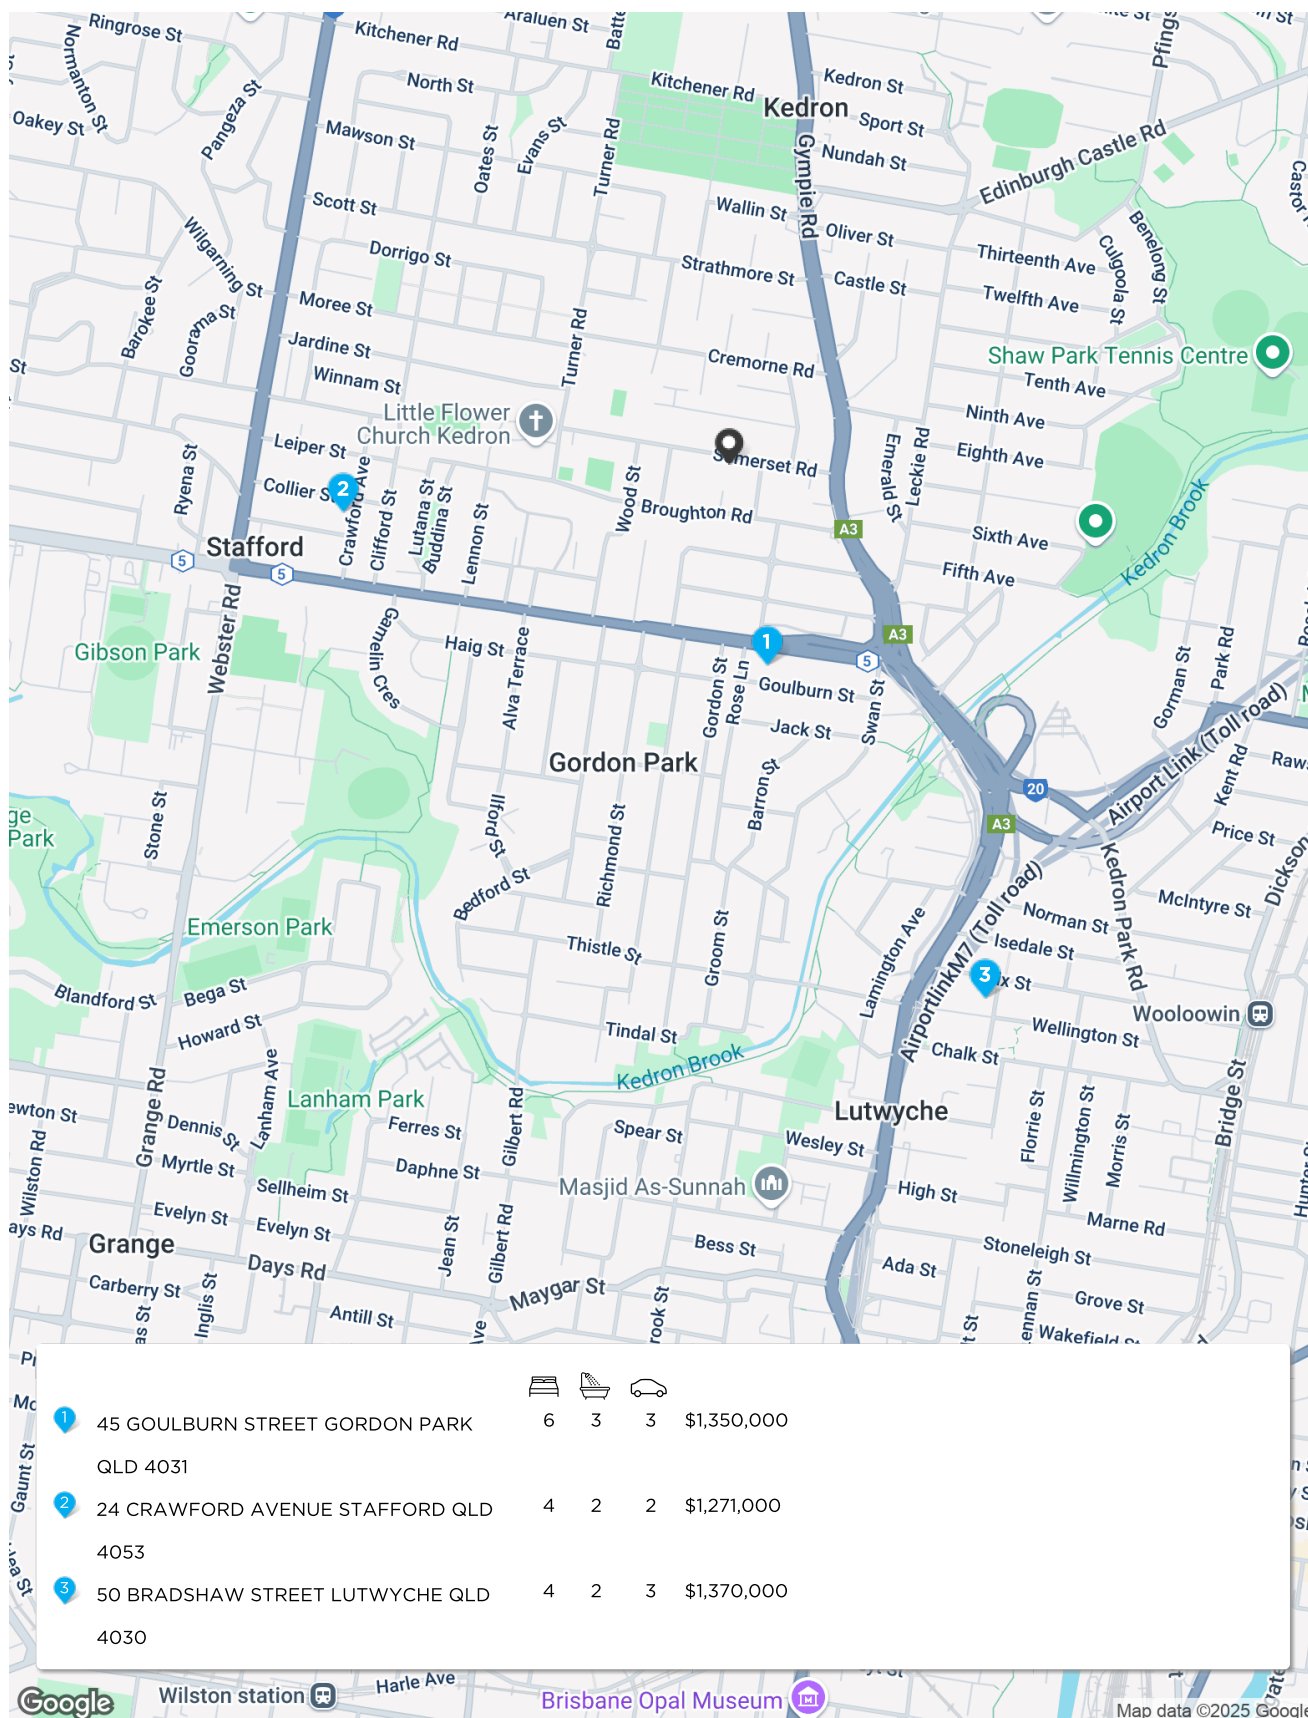 Ringrose St
Kitchener Rd
Araluen St
Normanton St
North St
Kitchener Rd
Kedron St
Kedron
Oakey St
Pangeza St
Mawson St
Oates St
Evans St
Turner Rd
Sport St
Nundah St
Gympie Rd
Edinburgh Castle Rd
Scott St
Wallin St
Oliver St
Wilgarning St
Dorrigo St
Strathmore St
Castle St
Thirteenth Ave
Culgoola St
Benelong St
Twelfth Ave
Barokee St
Goorama St
Moree St
Jardine St
Turner Rd
Cremorne Rd
Shaw Park Tennis Centre
Winnam St
Tenth Ave
Little Flower
Church Kedron
Ninth Ave
Leiper St
Somerset Rd
Emerald St
Leckie Rd
Eighth Ave
Ryena St
Collier St
2
Crawford Ave
Clifford St
Lutana St
Buddina St
Lennon St
Wood St
Broughton Rd
A3
Sixth Ave
Kedron Brook
Stafford
5
5
Fifth Ave
Webster Rd
Gamelin Cres
Haig St
Alva Terrace
1
A3
5
Gibson Park
Gordon St
Rose Ln
Goulburn St
Swan St
Jack St
Gorman St
Park Rd
Gordon Park
Barron St
20
Airport Link (Toll road)
Kent Rd
Stone St
Ilford St
Richmond St
A3
Price St
Dickson
Bedford St
Kedron Park Rd
McIntyre St
Emerson Park
Thistle St
Groom St
Lamington Ave
AirportlinkM7 (Toll road)
Norman St
Isedale St
3
Blandford St
Bega St
Howard St
Tindal St
Wellington St
Wooloowin
Chalk St
Kedron Brook
Lanham Park
Lanham Ave
Grange Rd
Gilbert Rd
Lutwyche
Bridge St
Dennis St
Ferres St
Spear St
Wesley St
Florrie St
Willmington St
Morris St
Wilston Rd
Myrtle St
Daphne St
Masjid As-Sunnah
Sellheim St
High St
Evelyn St
Evelyn St
Jean St
Gilbert Rd
Marne Rd
Grange
Days Rd
Bess St
Stoneleigh St
Ada St
Carberry St
Inglis St
Maygar St
Grove St
Antill St
Wakefield St
6 3 3 $1,350,000
1 45 GOULBURN STREET GORDON PARK
QLD 4031
2 24 CRAWFORD AVENUE STAFFORD QLD 4 2 2 $1,271,000
4053
3 50 BRADSHAW STREET LUTWYCHE QLD 4 2 3 $1,370,000
4030
Gaunt St
Harle Ave
Wilston station
Brisbane Opal Museum
Google
Map data ©2025 Google